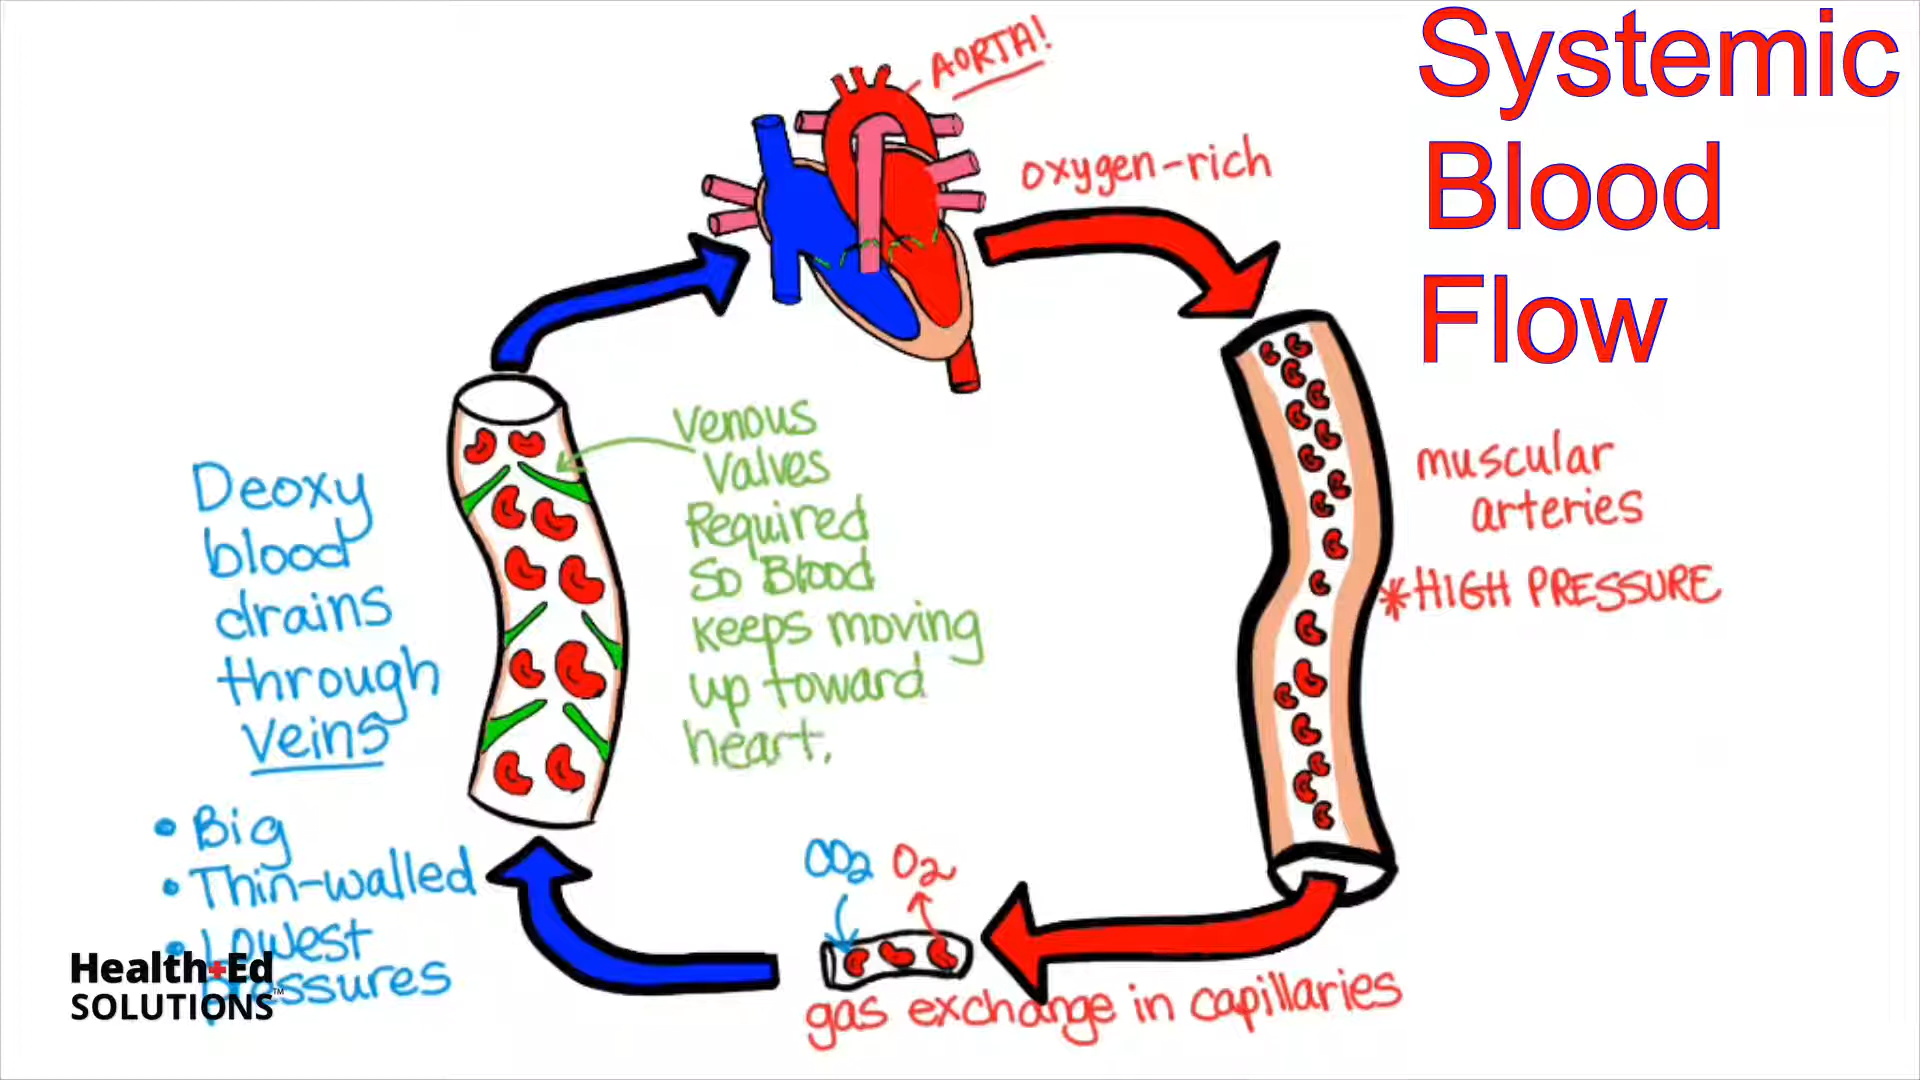 Systemic
Blood
Flow
AORTA!
oxygen-rich
muscular
arteries
*HIGH PRESSURE
gas exchange in capillaries
CO2 O2
Venous
Valves
Required
So Blood
keeps moving
up toward
heart.
Deoxy
blood
drains
through
veins
• Big
• Thin-walled
• Lowest
pressures
Health+Ed
SOLUTIONS™